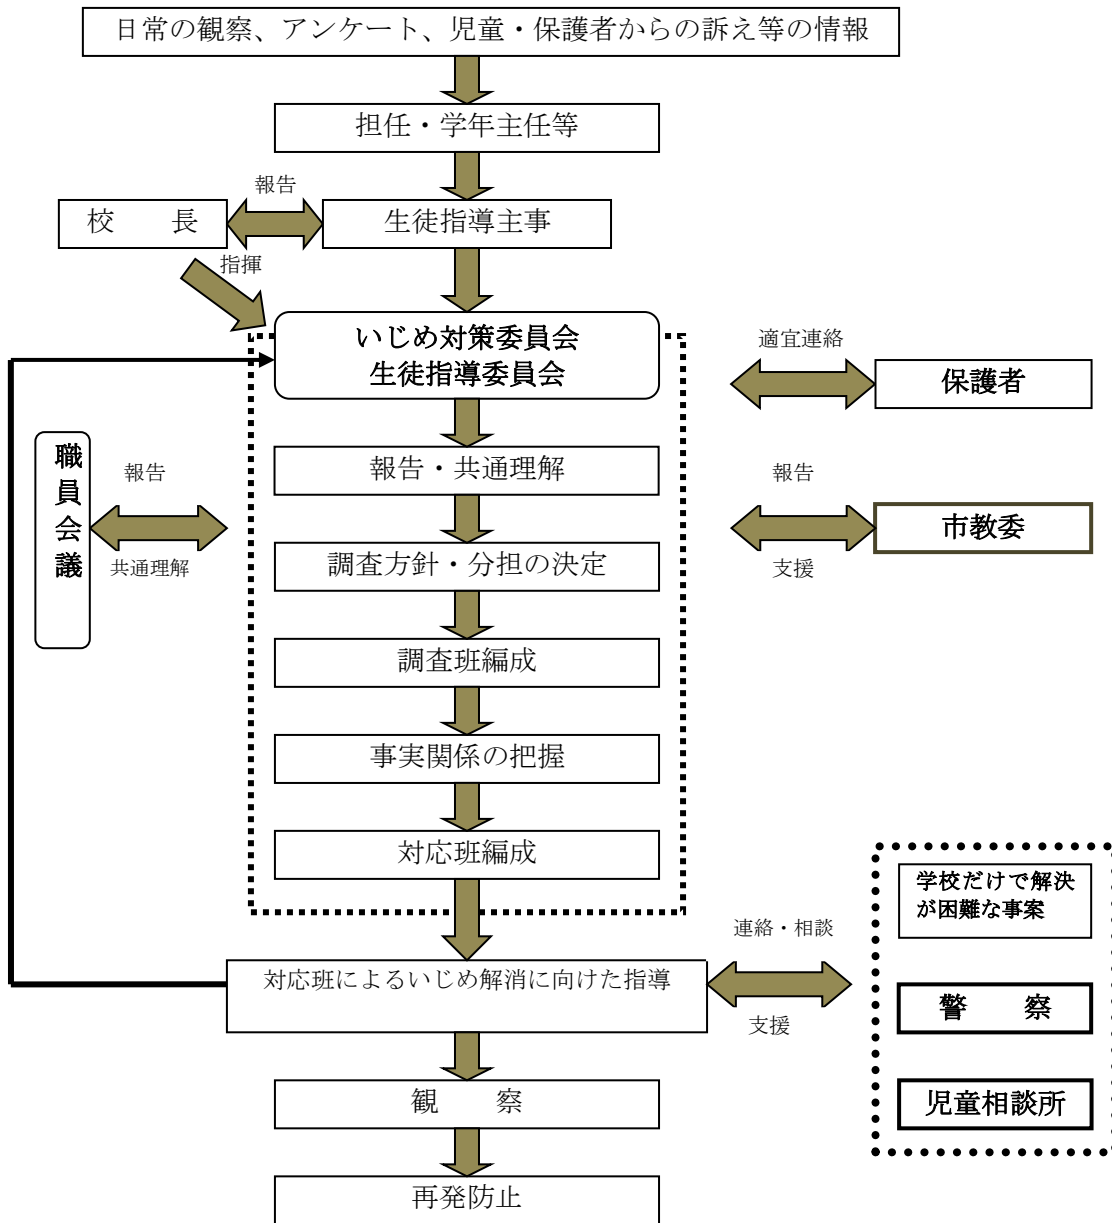 日常の観察、アンケート、児童・保護者からの訴え等の情報
担任・学年主任等
報告
校　　長
生徒指導主事
指揮
いじめ対策委員会
生徒指導委員会
適宜連絡
保護者
職員会議
報告
共通理解
報告・共通理解
報告
市教委
支援
調査方針・分担の決定
調査班編成
事実関係の把握
対応班編成
学校だけで解決
が困難な事案
連絡・相談
対応班によるいじめ解消に向けた指導
支援
警　　察
児童相談所
観　　察
再発防止